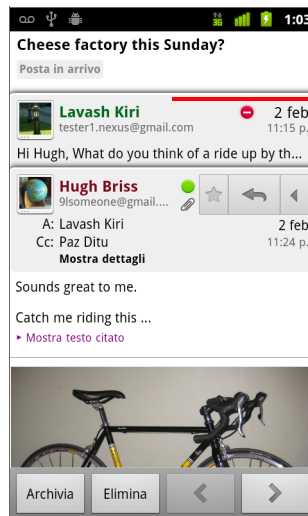 3G 1:03
Cheese factory this Sunday?
Posta in arrivo
Lavash Kiri 2 feb
tester1.nexus@gmail.com 11:15 p.
Hi Hugh, What do you think of a ride up by th...
Hugh Briss
9lsomeone@gmail....
A: Lavash Kiri 2 feb
Cc: Paz Ditu 11:24 p.
Mostra dettagli
Sounds great to me.
Catch me riding this ...
Mostra testo citato
Archivia Elimina